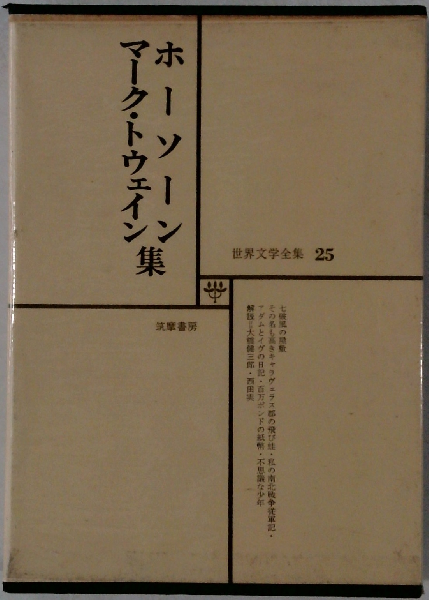 ホーソーン
マーク・トウェイン
集
世界文学全集 25
筑摩書房
七破風の屋敷
その名も高きキャラヴェラス郡の飛び蛙・私の南北戦争従軍記・
アダムとイヴの日記・百万ポンドの紙幣・不思議な少年
解説=大橋健三郎・西田実